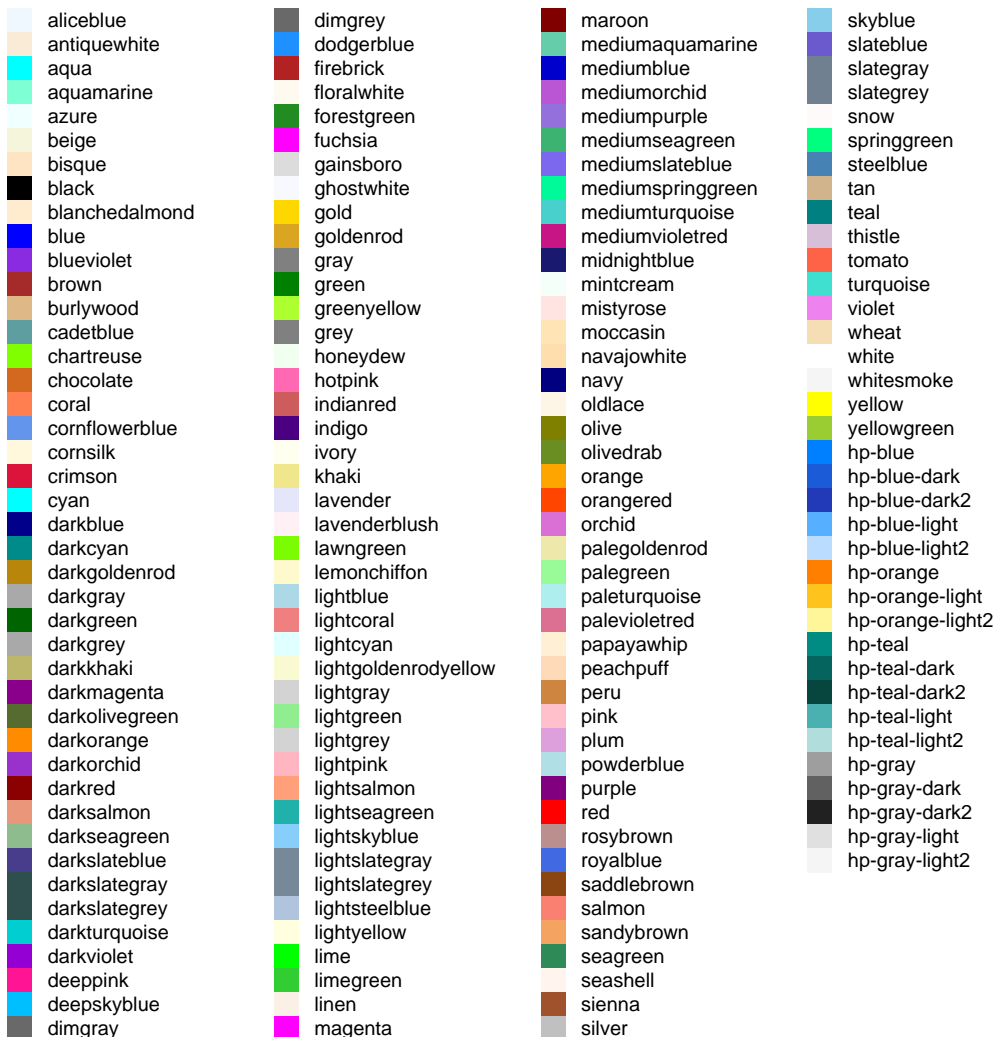 aliceblue
antiquewhite
aqua
aquamarine
azure
beige
bisque
black
blanchedalmond
blue
blueviolet
brown
burlywood
cadetblue
chartreuse
chocolate
coral
cornflowerblue
cornsilk
crimson
cyan
darkblue
darkcyan
darkgoldenrod
darkgray
darkgreen
darkgrey
darkkhaki
darkmagenta
darkolivegreen
darkorange
darkorchid
darkred
darksalmon
darkseagreen
darkslateblue
darkslategray
darkslategrey
darkturquoise
darkviolet
deeppink
deepskyblue
dimgray
dimgrey
dodgerblue
firebrick
floralwhite
forestgreen
fuchsia
gainsboro
ghostwhite
gold
goldenrod
gray
green
greenyellow
grey
honeydew
hotpink
indianred
indigo
ivory
khaki
lavender
lavenderblush
lawngreen
lemonchiffon
lightblue
lightcoral
lightcyan
lightgoldenrodyellow
lightgray
lightgreen
lightgrey
lightpink
lightsalmon
lightseagreen
lightskyblue
lightslategray
lightslategrey
lightsteelblue
lightyellow
lime
limegreen
linen
magenta
maroon
mediumaquamarine
mediumblue
mediumorchid
mediumpurple
mediumseagreen
mediumslateblue
mediumspringgreen
mediumturquoise
mediumvioletred
midnightblue
mintcream
mistyrose
moccasin
navajowhite
navy
oldlace
olive
olivedrab
orange
orangered
orchid
palegoldenrod
palegreen
paleturquoise
palevioletred
papayawhip
peachpuff
peru
pink
plum
powderblue
purple
red
rosybrown
royalblue
saddlebrown
salmon
sandybrown
seagreen
seashell
sienna
silver
skyblue
slateblue
slategray
slategrey
snow
springgreen
steelblue
tan
teal
thistle
tomato
turquoise
violet
wheat
white
whitesmoke
yellow
yellowgreen
hp-blue
hp-blue-dark
hp-blue-dark2
hp-blue-light
hp-blue-light2
hp-orange
hp-orange-light
hp-orange-light2
hp-teal
hp-teal-dark
hp-teal-dark2
hp-teal-light
hp-teal-light2
hp-gray
hp-gray-dark
hp-gray-dark2
hp-gray-light
hp-gray-light2